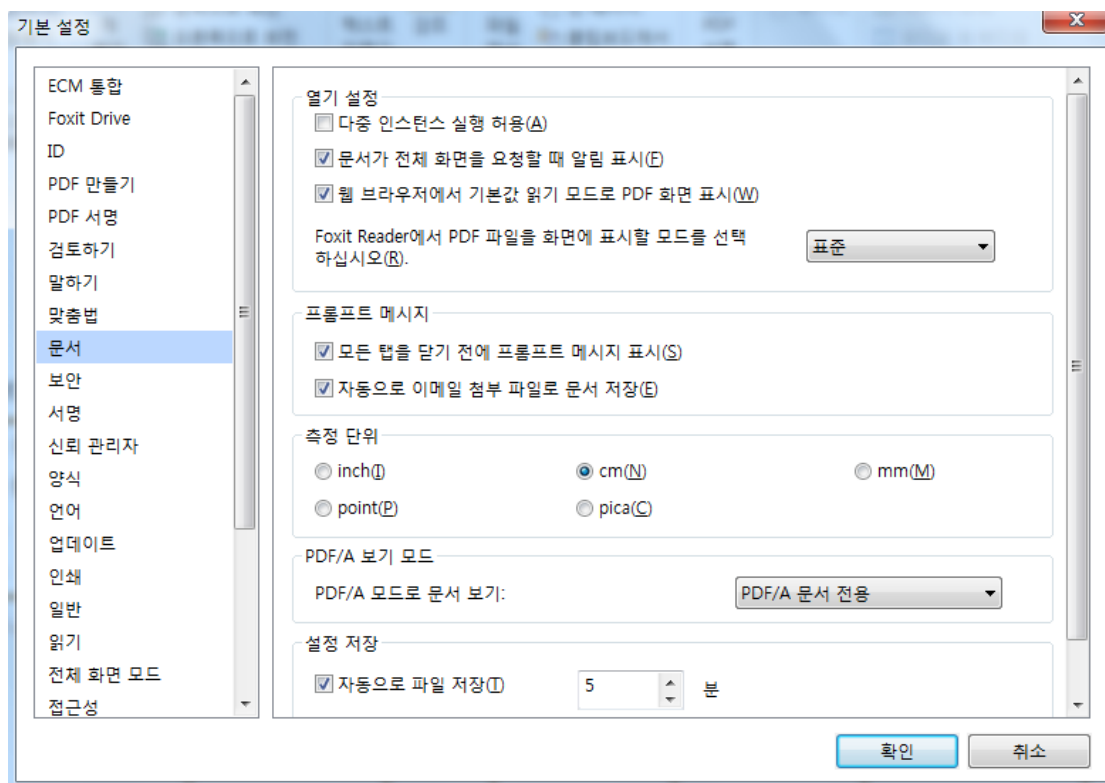 기본 설정
ECM 통합
Foxit Drive
ID
PDF 만들기
PDF 서명
검토하기
말하기
맞춤법
문서
보안
서명
신뢰 관리자
양식
언어
업데이트
인쇄
일반
읽기
전체 화면 모드
접근성
열기 설정
다중 인스턴스 실행 허용(A)
문서가 전체 화면을 요청할 때 알림 표시(F)
웹 브라우저에서 기본값 읽기 모드로 PDF 화면 표시(W)
Foxit Reader에서 PDF 파일을 화면에 표시할 모드를 선택
하십시오(R).
표준
프롬프트 메시지
모든 탭을 닫기 전에 프롬프트 메시지 표시(S)
자동으로 이메일 첨부 파일로 문서 저장(E)
측정 단위
inch(I) cm(N) mm(M)
point(P) pica(C)
PDF/A 보기 모드
PDF/A 모드로 문서 보기: PDF/A 문서 전용
설정 저장
자동으로 파일 저장(T) 5 분
확인 취소